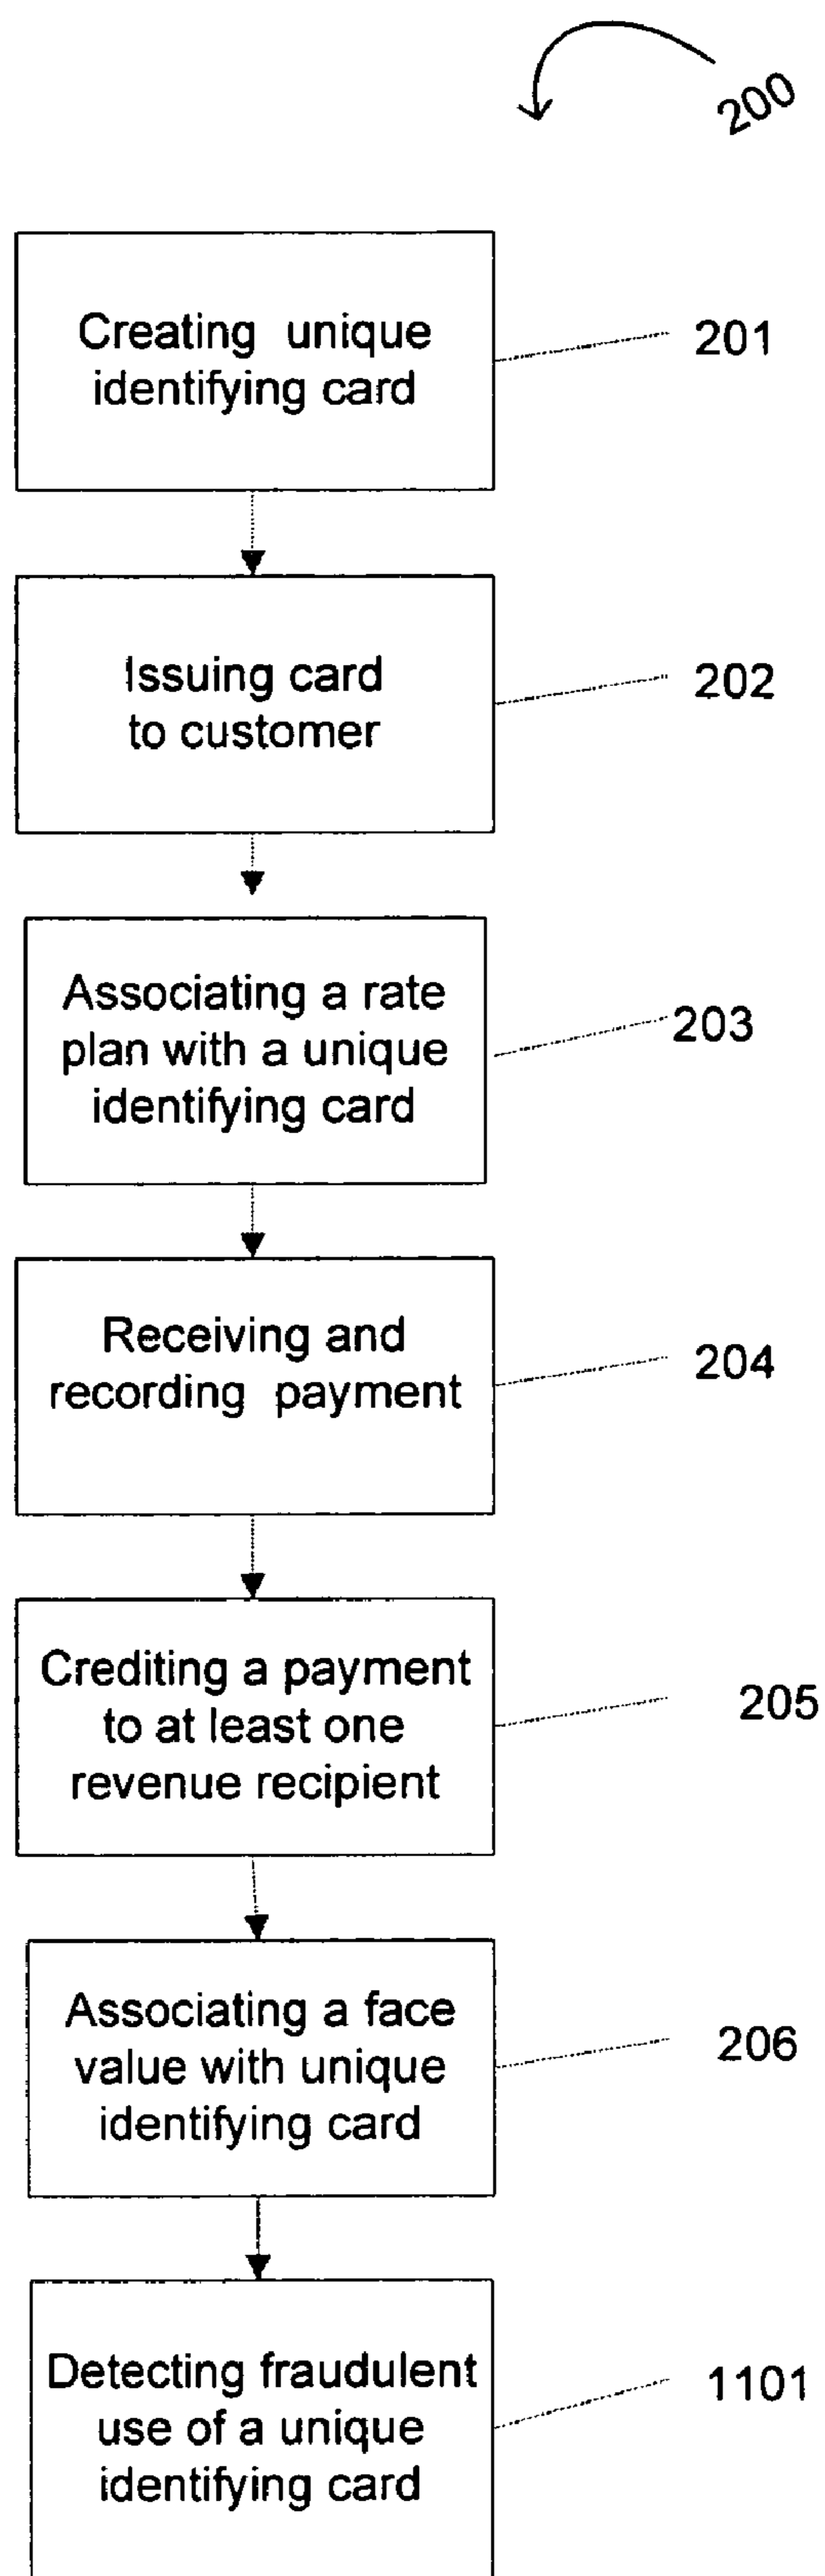 200
Creating unique
identifying card
201
Issuing card
to customer
202
Associating a rate
plan with a unique
identifying card
203
Receiving and
recording payment
204
Crediting a payment
to at least one
revenue recipient
205
Associating a face
value with unique
identifying card
206
Detecting fraudulent
use of a unique
identifying card
1101